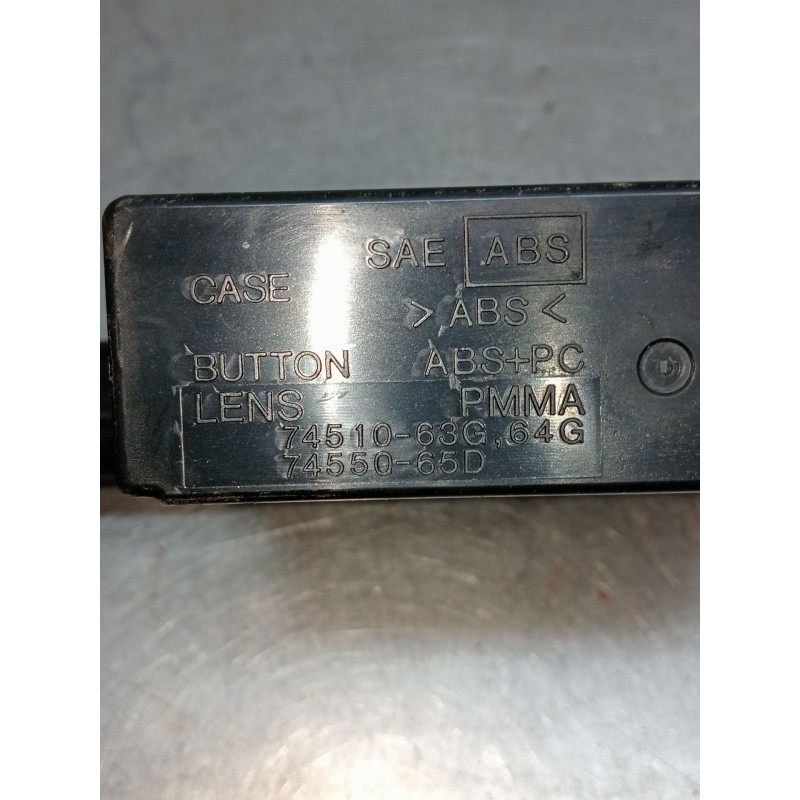 SAE ABS
CASE
>ABS<
BUTTON ABS+PC
LENS PMMA
74510-63G,64G
74550-65D